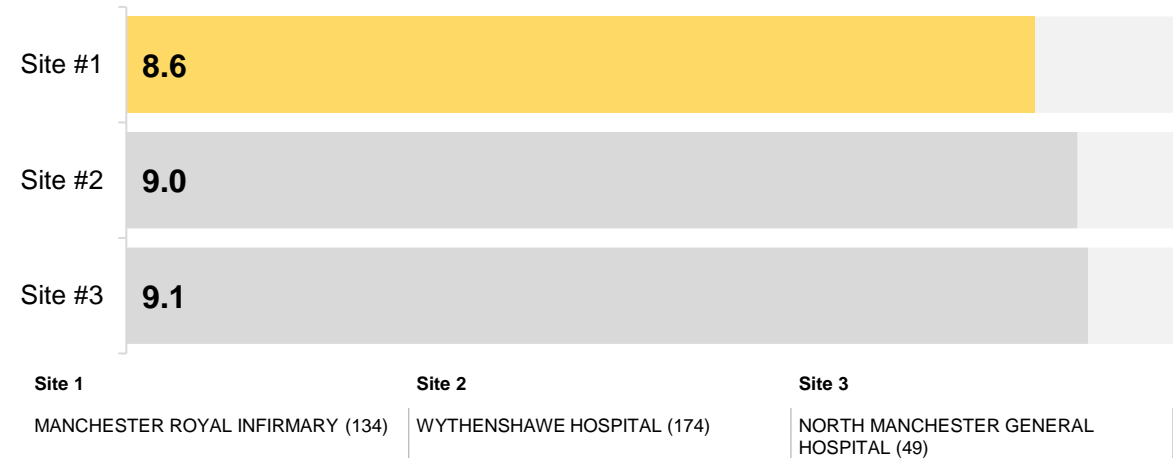 Site #1
8.6
Site #2
9.0
Site #3
9.1
Site 1
Site 2
Site 3
MANCHESTER ROYAL INFIRMARY (134)
WYTHENSHAWE HOSPITAL (174)
NORTH MANCHESTER GENERAL
HOSPITAL (49)